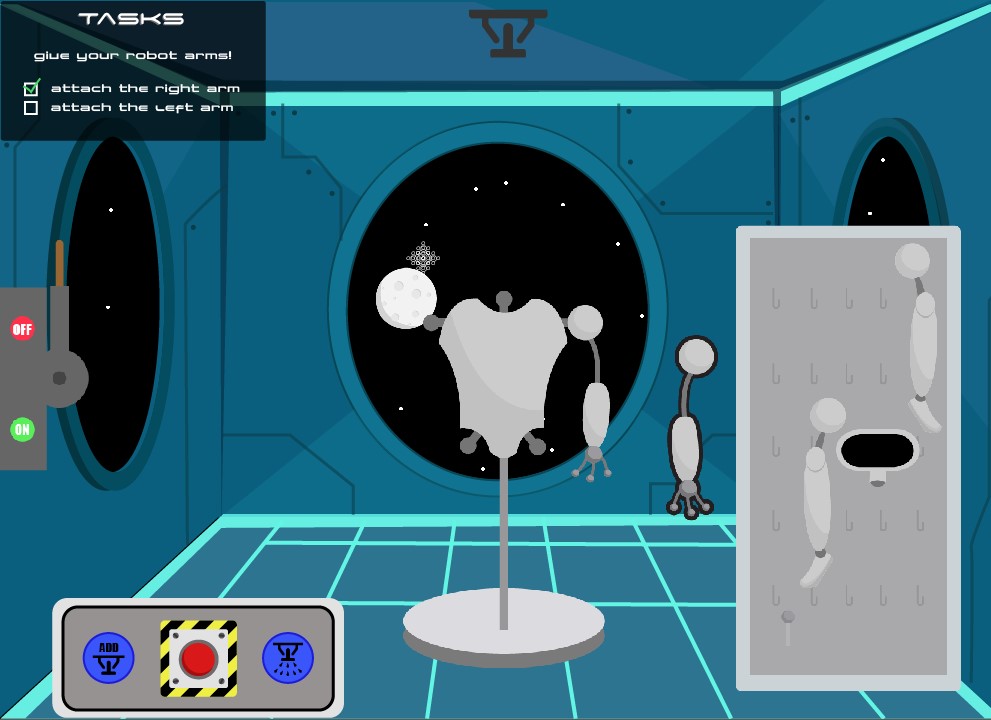 TASKS
give your robot arms!
attach the right arm
attach the left arm
OFF
ON
ADD